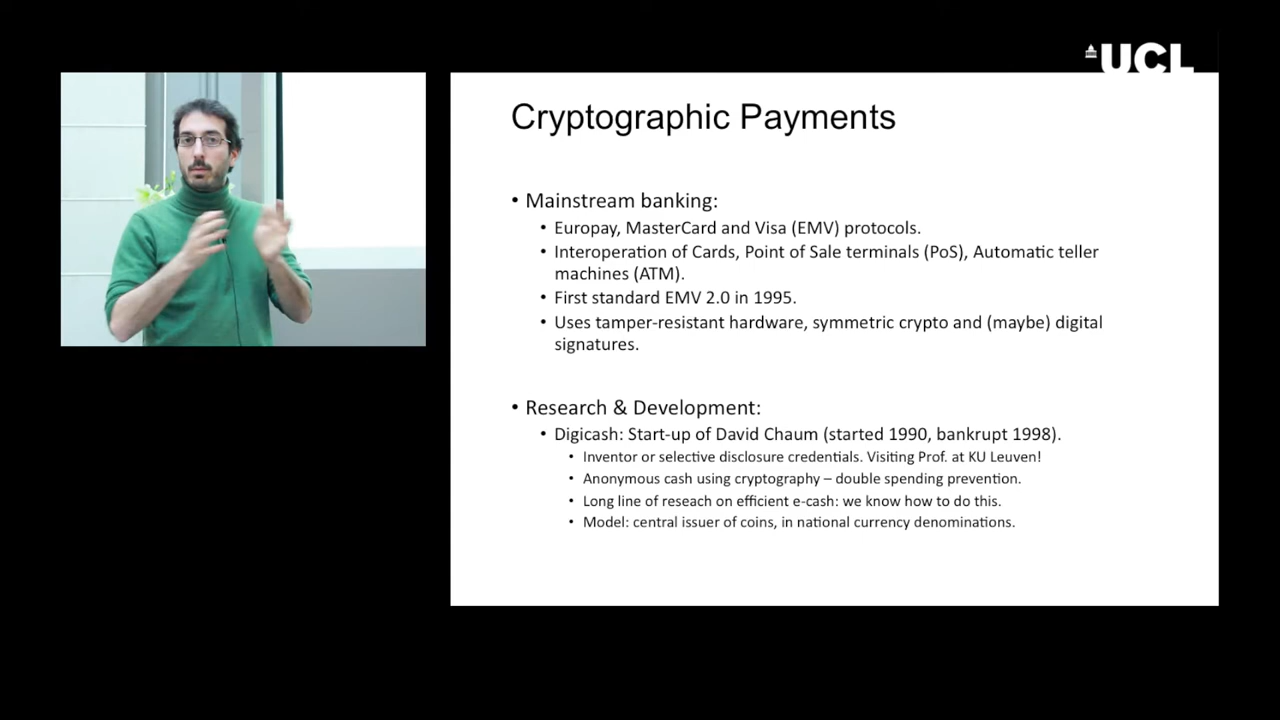 UCL
Cryptographic Payments
• Mainstream banking:
• Europay, MasterCard and Visa (EMV) protocols.
• Interoperation of Cards, Point of Sale terminals (PoS), Automatic teller
machines (ATM).
• First standard EMV 2.0 in 1995.
• Uses tamper-resistant hardware, symmetric crypto and (maybe) digital
signatures.
• Research & Development:
• Digicash: Start-up of David Chaum (started 1990, bankrupt 1998).
• Inventor or selective disclosure credentials. Visiting Prof. at KU Leuven!
• Anonymous cash using cryptography – double spending prevention.
• Long line of reseach on efficient e-cash: we know how to do this.
• Model: central issuer of coins, in national currency denominations.